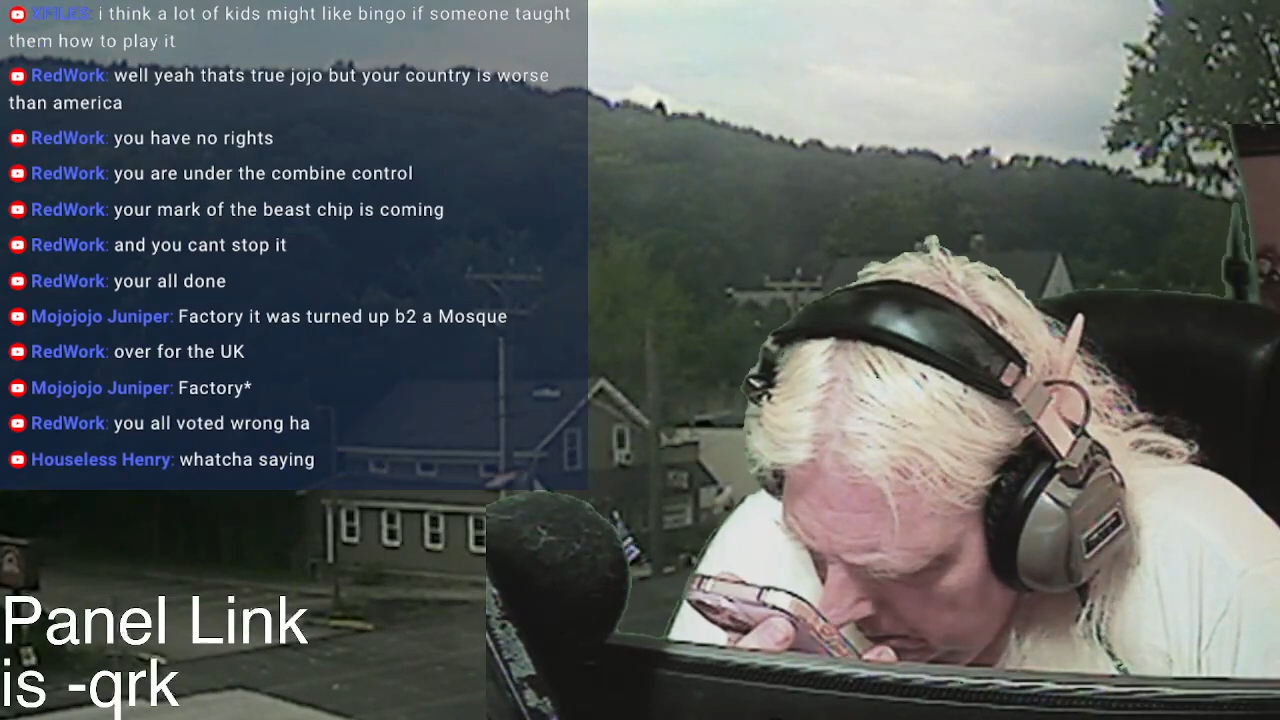 XMLEX: i think a lot of kids might like bingo if someone taught
them how to play it
RedWork: well yeah thats true jojo but your country is worse
than america
RedWork: you have no rights
RedWork: you are under the combine control
RedWork: your mark of the beast chip is coming
RedWork: and you cant stop it
RedWork: your all done
Mojojojo Juniper: Factory it was turned up b2 a Mosque
RedWork: over for the UK
Mojojojo Juniper: Factory*
RedWork: you all voted wrong ha
Houseless Henry: whatcha saying
Panel Link
is -qrk